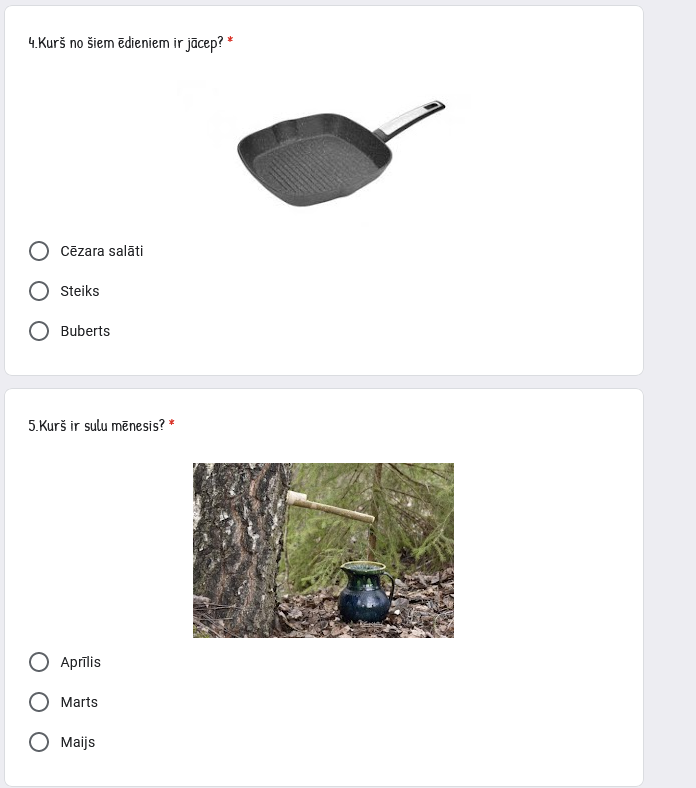 4.Kurš no šiem ēdieniem ir jācep? *
Cēzara salāti
Steiks
Buberts
5.Kurš ir sulu mēnesis? *
Aprīlis
Marts
Maijs